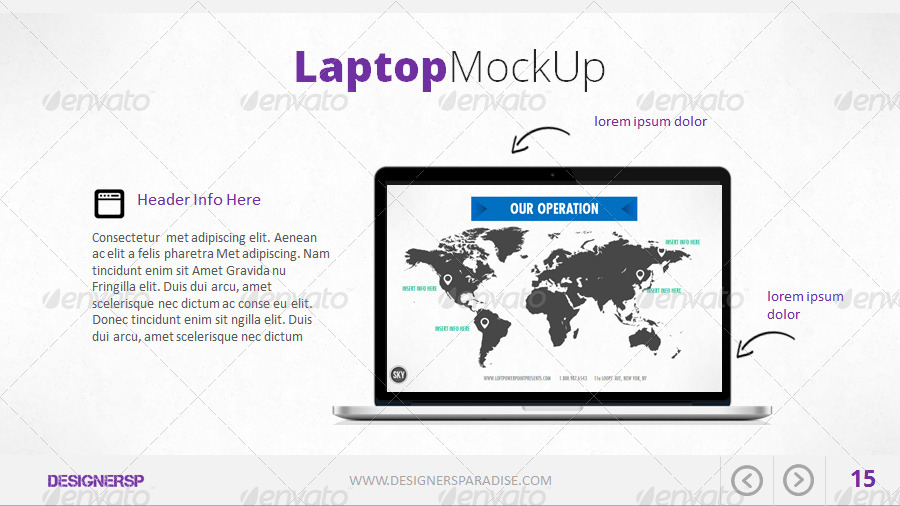 LaptopMockUp
lorem ipsum dolor
Header Info Here
Consectetur met adipiscing elit. Aenean
ac elit a felis pharetra Met adipiscing. Nam
tincidunt enim sit Amet Gravida nu
Fringilla elit. Duis dui arcu, amet
scelerisque nec dictum ac conse eu elit.
Donec tincidunt enim sit ngilla elit. Duis
dui arcu, amet scelerisque nec dictum
OUR OPERATION
INSERT INFO HERE
INSERT INFO HERE
INSERT INFO HERE
INSERT INFO HERE
SKY
lorem ipsum
dolor
DESIGNERSP
WWW.DESIGNERSPARADISE.COM
15
envato